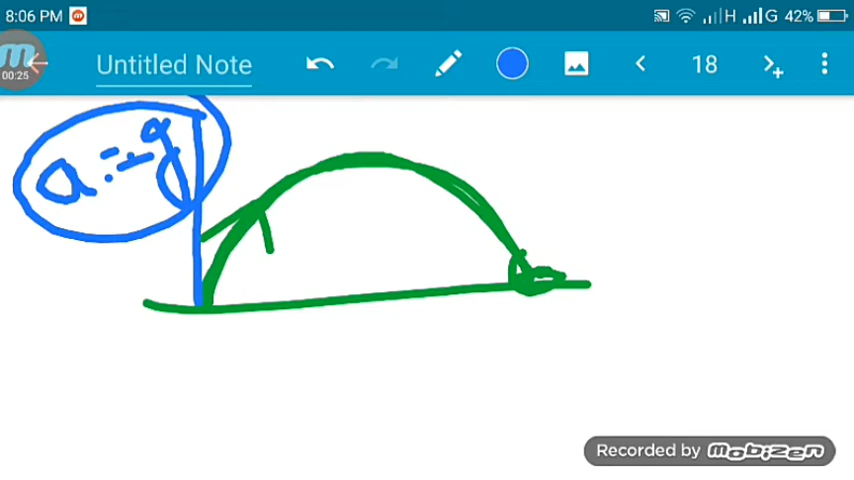 8:06 PM H G 42%
00:25 Untitled Note 18
a=-g
Recorded by mobizen